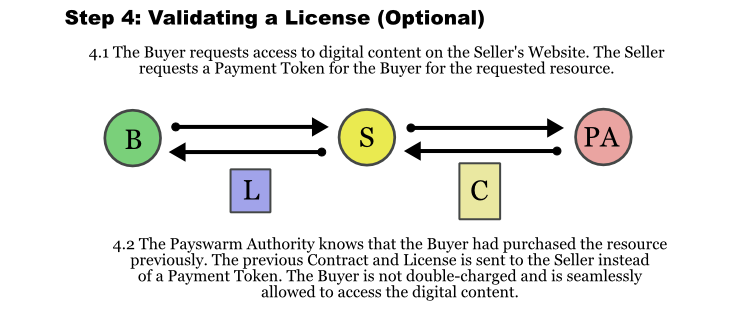 Step 4: Validating a License (Optional)
4.1 The Buyer requests access to digital content on the Seller's Website. The Seller
requests a Payment Token for the Buyer for the requested resource.
B
S
PA
L
C
4.2 The Payswarm Authority knows that the Buyer had purchased the resource
previously. The previous Contract and License is sent to the Seller instead
of a Payment Token. The Buyer is not double-charged and is seamlessly
allowed to access the digital content.